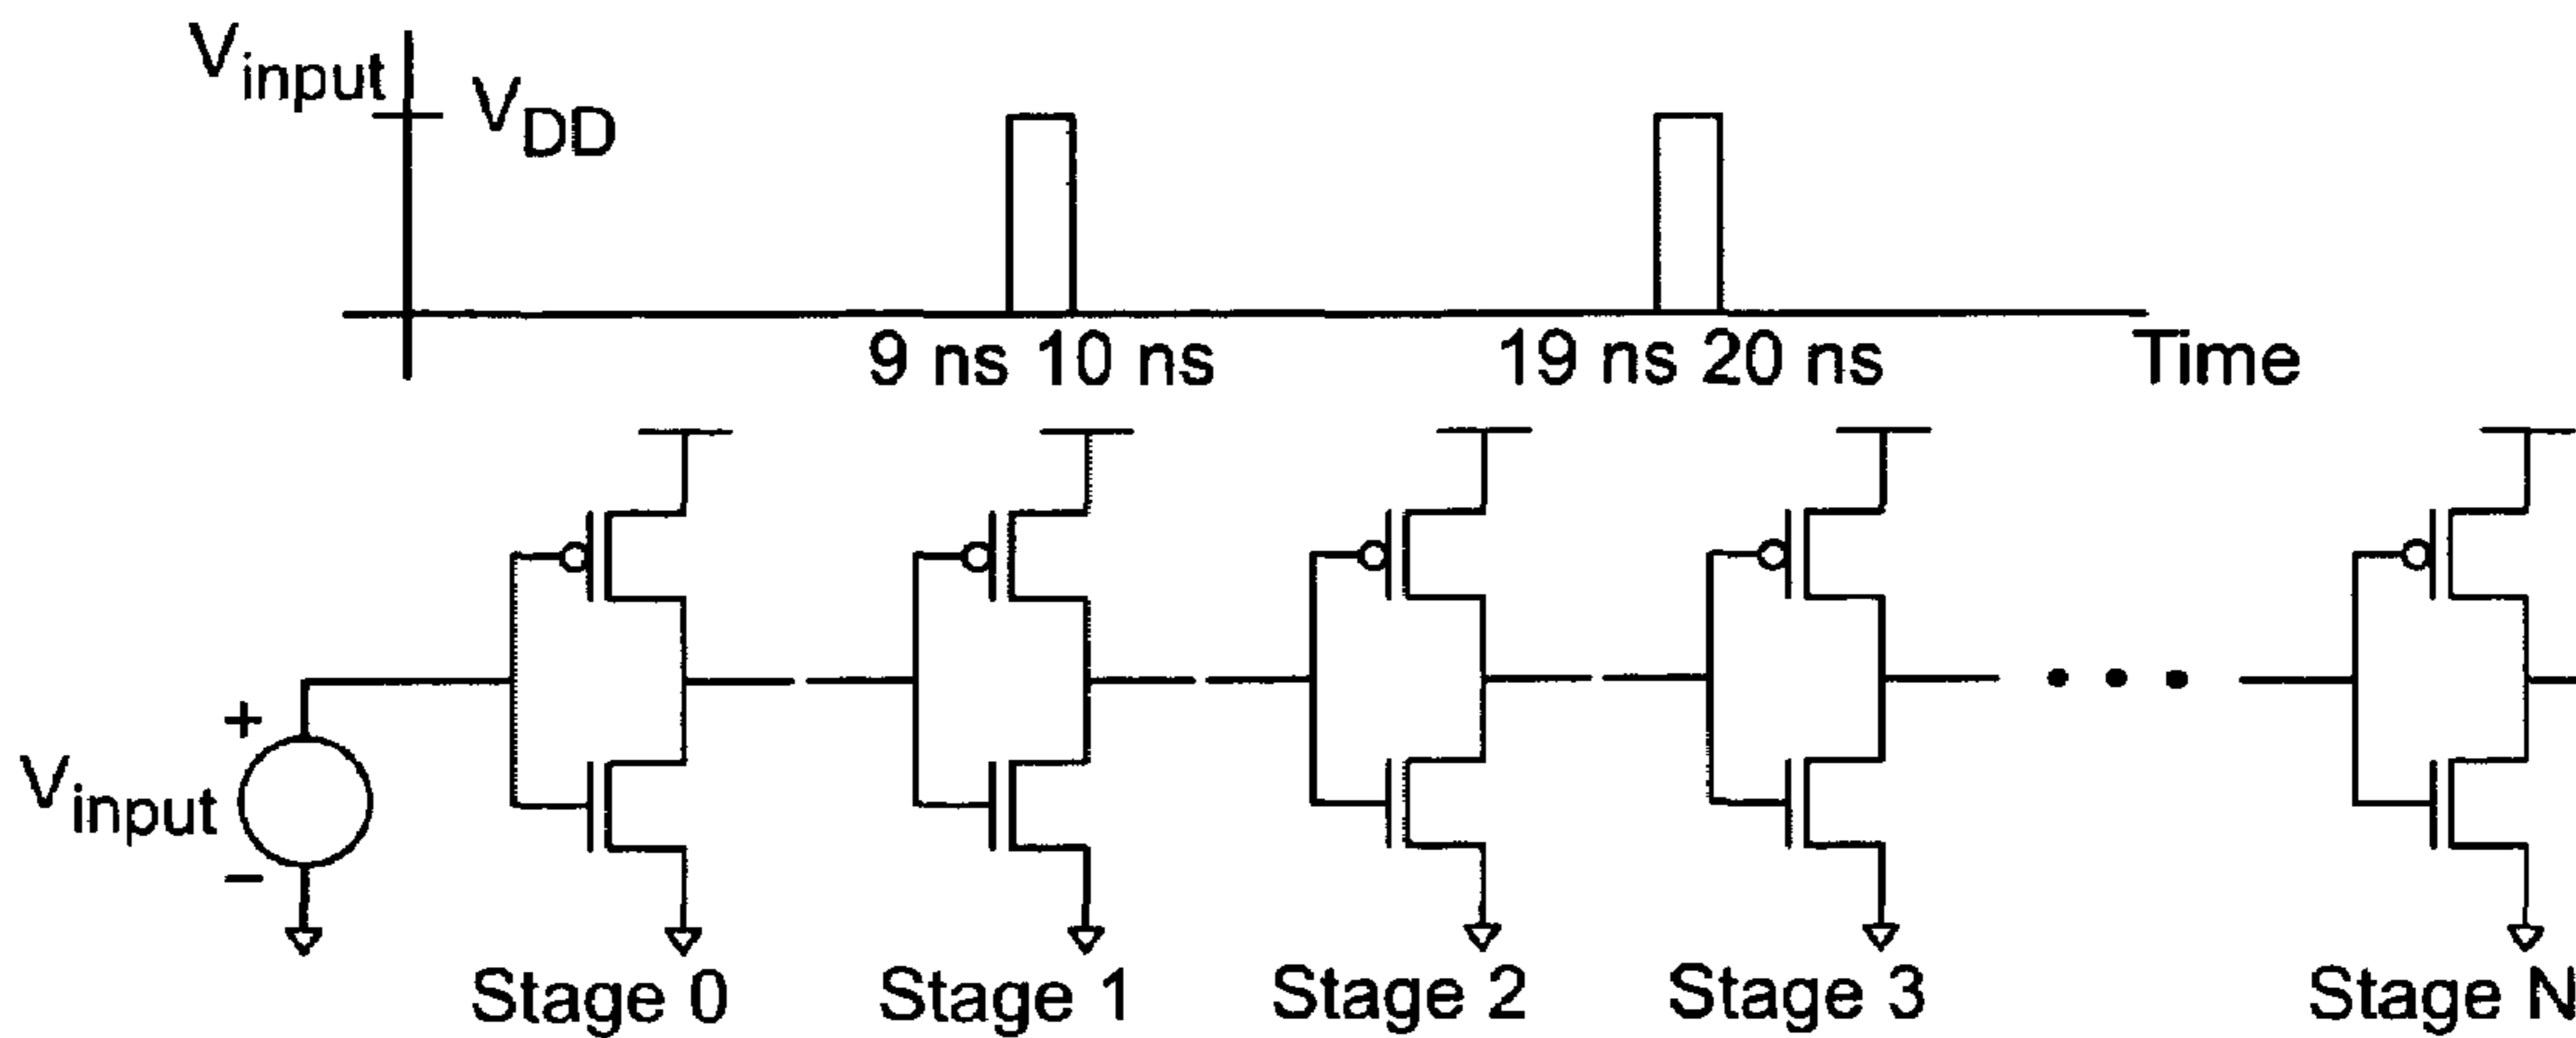 Vinput
VDD
9 ns 10 ns 19 ns 20 ns Time
+
Vinput
−
Stage 0 Stage 1 Stage 2 Stage 3 Stage N